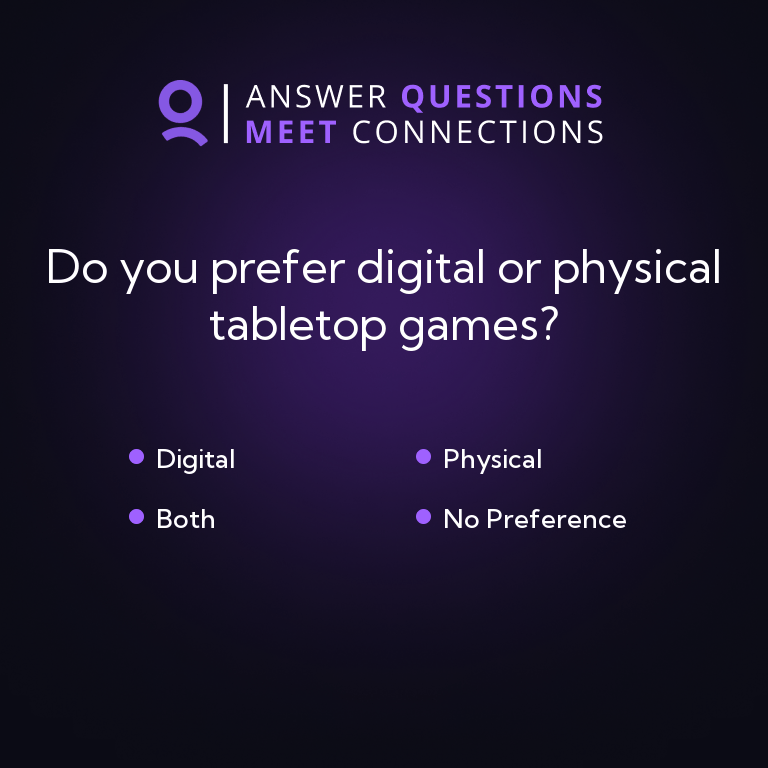 ANSWER QUESTIONS
MEET CONNECTIONS
Do you prefer digital or physical
tabletop games?
Digital
Physical
Both
No Preference